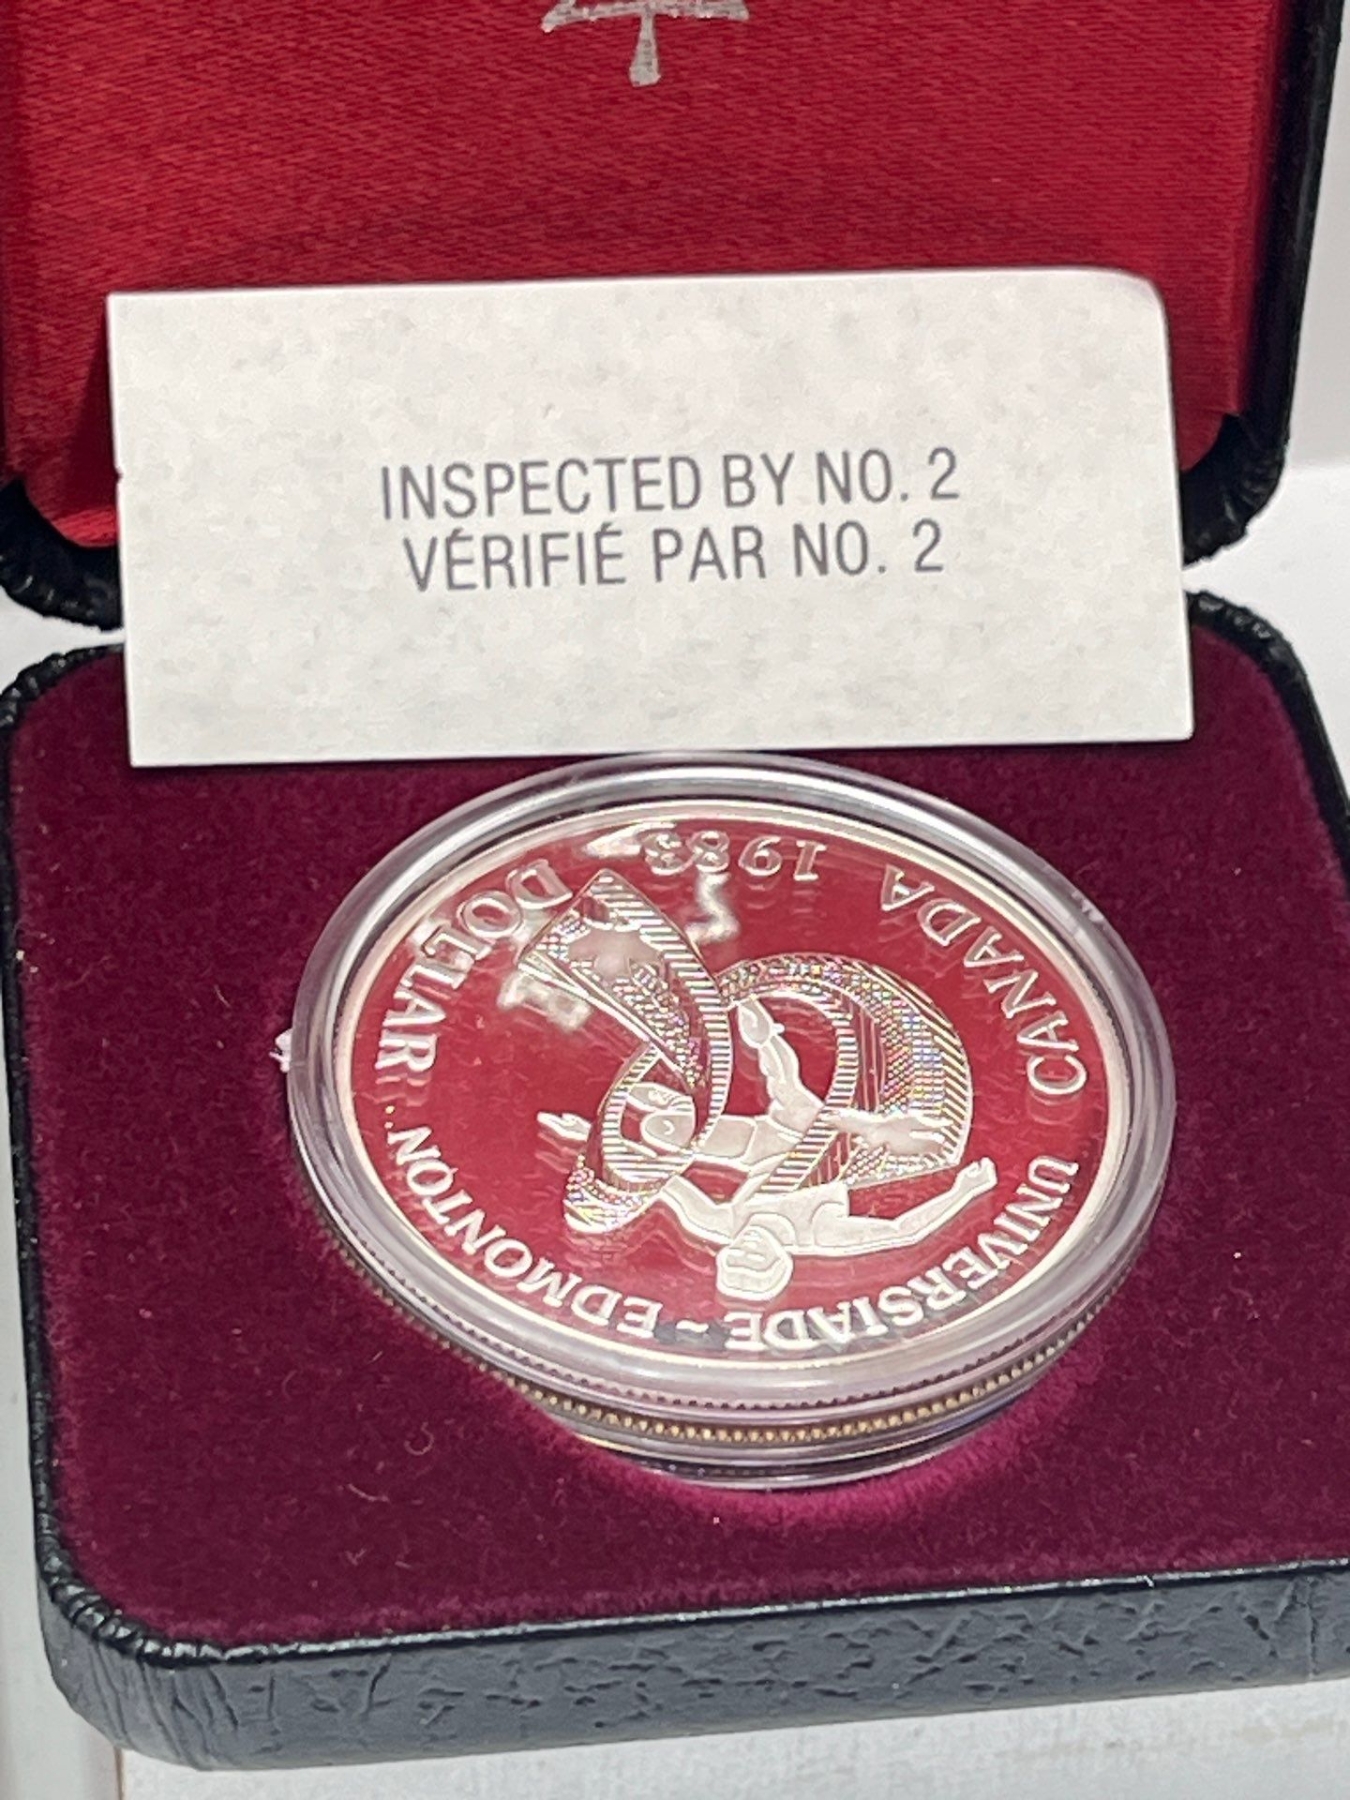 INSPECTED BY NO. 2
VÉRIFIÉ PAR NO. 2
UNIVERSIADE ~ EDMONTON
CANADA 1983 DOLLAR